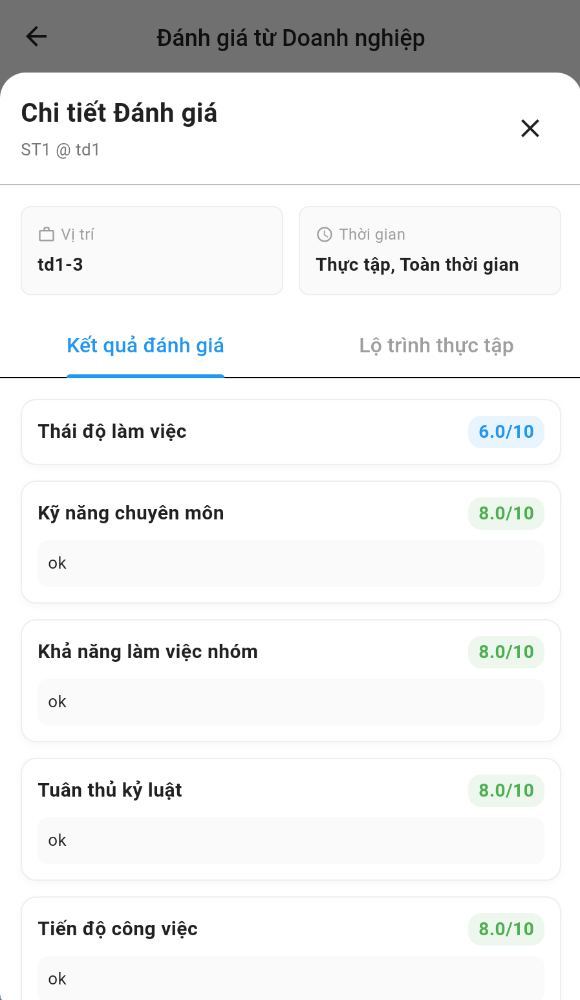 Đánh giá từ Doanh nghiệp
Chi tiết Đánh giá
ST1 @ td1
Vị trí
td1-3
Thời gian
Thực tập, Toàn thời gian
Kết quả đánh giá
Lộ trình thực tập
Thái độ làm việc
6.0/10
Kỹ năng chuyên môn
8.0/10
ok
Khả năng làm việc nhóm
8.0/10
ok
Tuân thủ kỷ luật
8.0/10
ok
Tiến độ công việc
8.0/10
ok